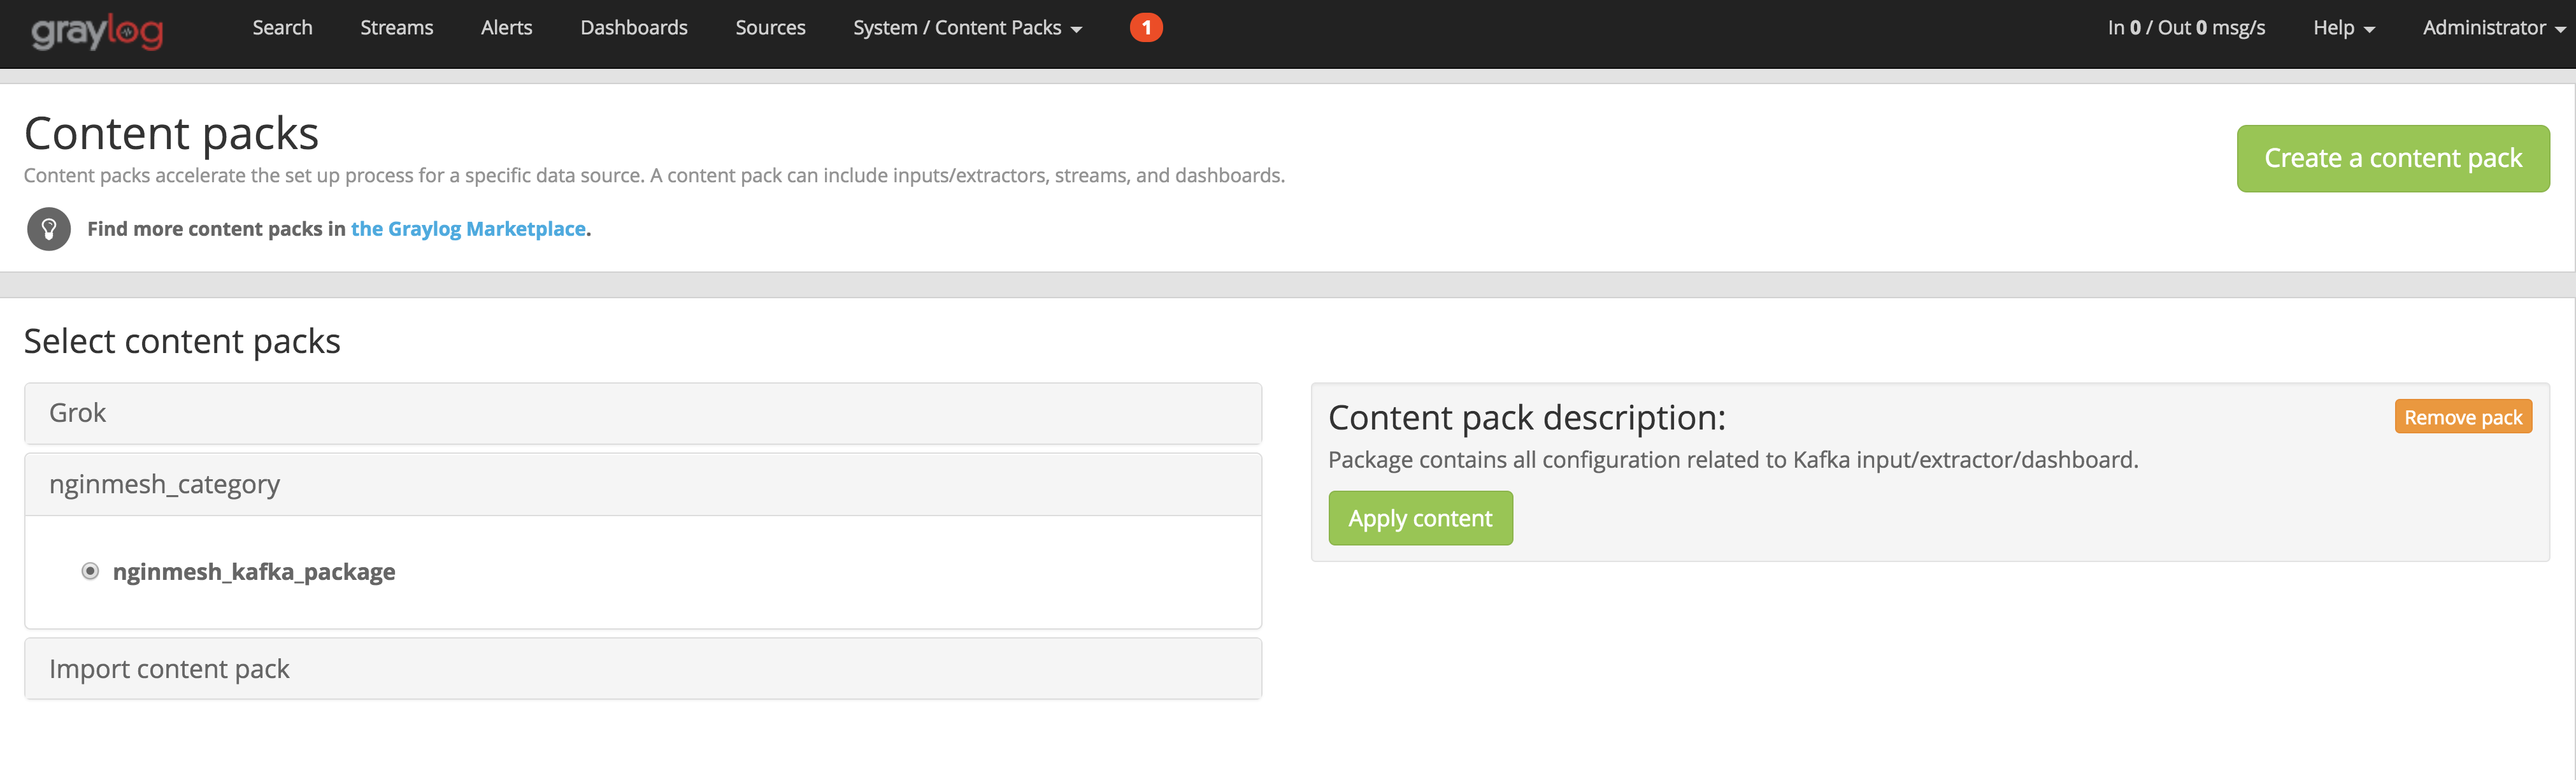 graylog Search Streams Alerts Dashboards Sources System / Content Packs 1 In 0 / Out 0 msg/s Help Administrator
Content packs
Create a content pack
Content packs accelerate the set up process for a specific data source. A content pack can include inputs/extractors, streams, and dashboards.
Find more content packs in the Graylog Marketplace.
Select content packs
Grok
nginmesh_category
nginmesh_kafka_package
Import content pack
Content pack description:
Remove pack
Package contains all configuration related to Kafka input/extractor/dashboard.
Apply content